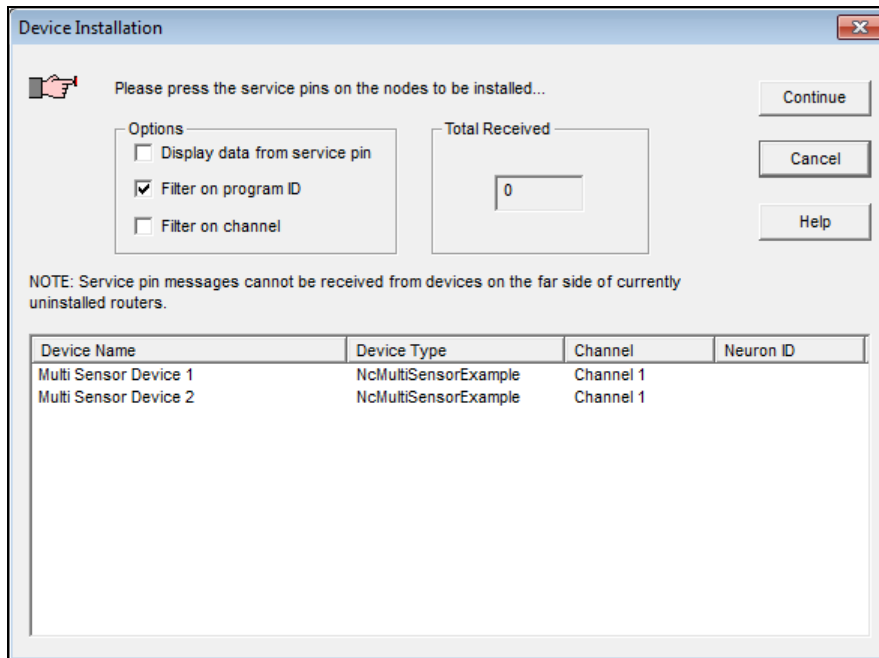 Device Installation
Please press the service pins on the nodes to be installed...
Continue
Options
Total Received
Display data from service pin
Cancel
Filter on program ID
0
Filter on channel
Help
NOTE: Service pin messages cannot be received from devices on the far side of currently
uninstalled routers.
Device Name Device Type Channel Neuron ID
Multi Sensor Device 1 NcMultiSensorExample Channel 1
Multi Sensor Device 2 NcMultiSensorExample Channel 1